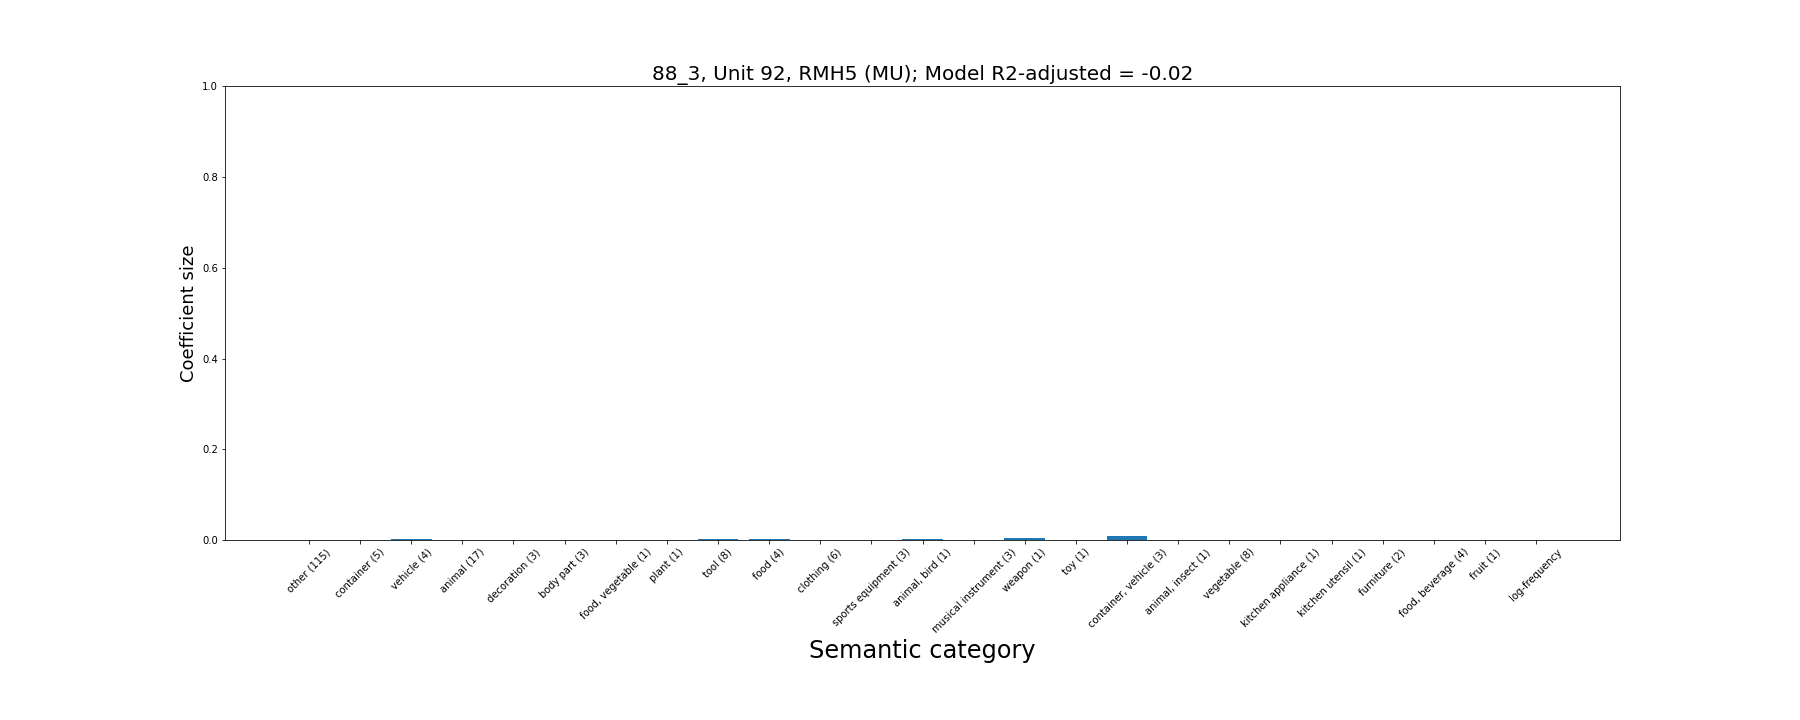 88_3, Unit 92, RMH5 (MU); Model R2-adjusted = -0.02
1.0
0.8
0.6
0.4
0.2
0.0
Coefficient size
other (115)
container (5)
vehicle (4)
animal (17)
decoration (3)
body part (3)
food, vegetable (1)
plant (1)
tool (8)
food (4)
clothing (6)
sports equipment (3)
animal, bird (1)
musical instrument (3)
weapon (1)
toy (1)
container, vehicle (3)
animal, insect (1)
vegetable (8)
kitchen appliance (1)
kitchen utensil (1)
furniture (2)
food, beverage (4)
fruit (1)
log-frequency
Semantic category